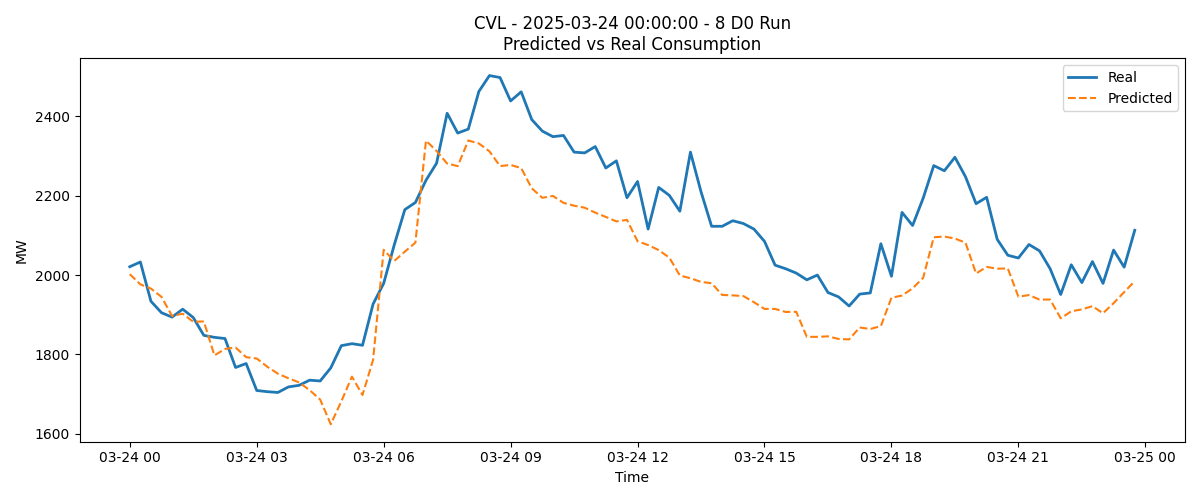 CVL - 2025-03-24 00:00:00 - 8 D0 Run
Predicted vs Real Consumption
Real
Predicted
MW
2400
2200
2000
1800
1600
03-24 00
03-24 03
03-24 06
03-24 09
03-24 12
03-24 15
03-24 18
03-24 21
03-25 00
Time